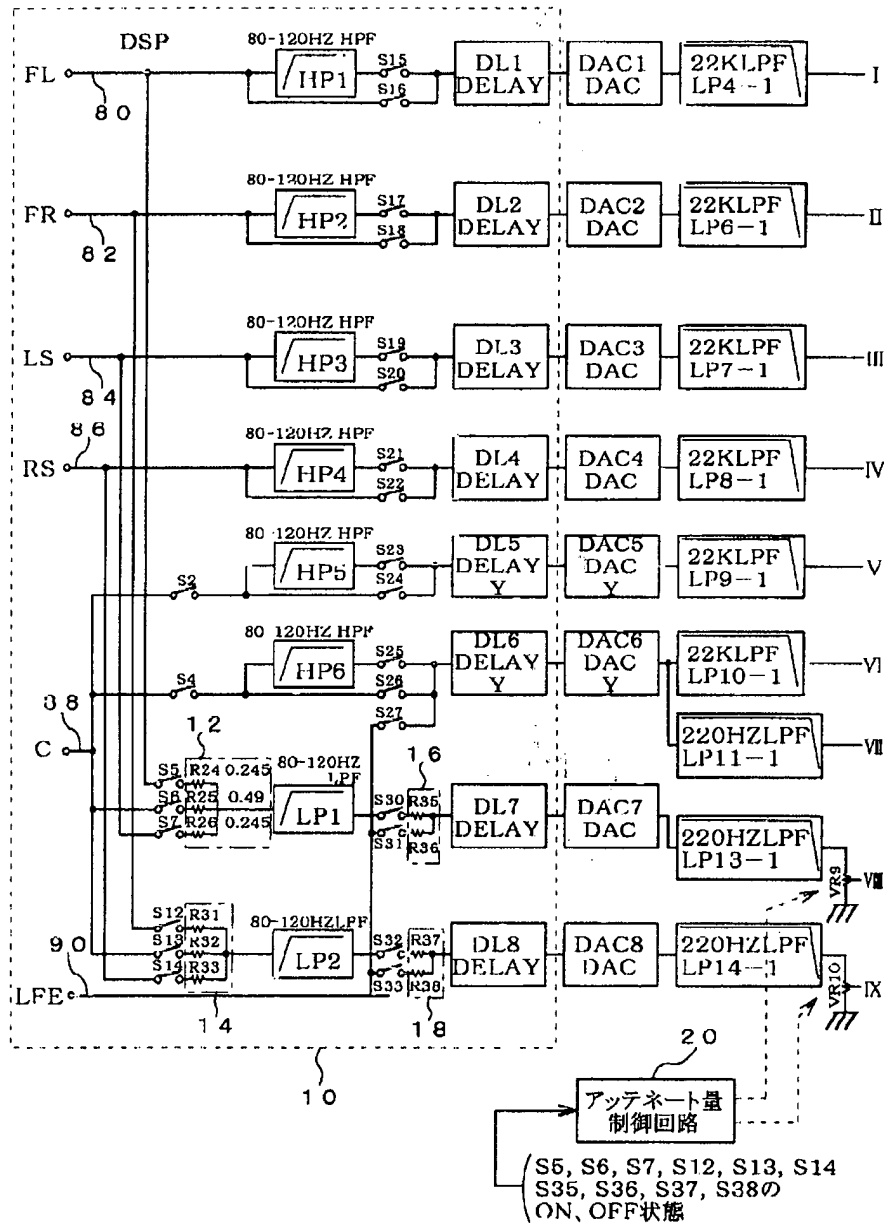 DSP
80-120HZ HPF
FL
80
HP1
S15
S16
DL1
DELAY
DAC1
DAC
22KLPF
LP4-1
I
80-120HZ HPF
FR
82
HP2
S17
S18
DL2
DELAY
DAC2
DAC
22KLPF
LP6-1
II
80-120HZ HPF
LS
84
HP3
S19
S20
DL3
DELAY
DAC3
DAC
22KLPF
LP7-1
III
86
80-120HZ HPF
RS
HP4
S21
S22
DL4
DELAY
DAC4
DAC
22KLPF
LP8-1
IV
80-120HZ HPF
S2
HP5
S23
S24
DL5
DELAY
Y
DAC5
DAC
Y
22KLPF
LP9-1
V
80-120HZ HPF
S4
HP6
S25
S26
S27
DL6
DELAY
Y
DAC6
DAC
Y
22KLPF
LP10-1
VI
88
C
12
16
220HZLPF
LP11-1
VII
S5
R24 0.245
S6
R25 0.49
S7
R26 0.245
80-120HZ
LPF
LP1
S30
R35
S31
R36
DL7
DELAY
DAC7
DAC
220HZLPF
LP13-1
VR9
VIII
90
S12
R31
S13
R32
S14
R33
80-120HZLPF
LP2
S32
R37
S33
R38
DL8
DELAY
DAC8
DAC
220HZLPF
LP14-1
VR10
IX
LFE
14
18
10
20
アッテネート量
制御回路
S5, S6, S7, S12, S13, S14
S35, S36, S37, S38の
ON、OFF状態